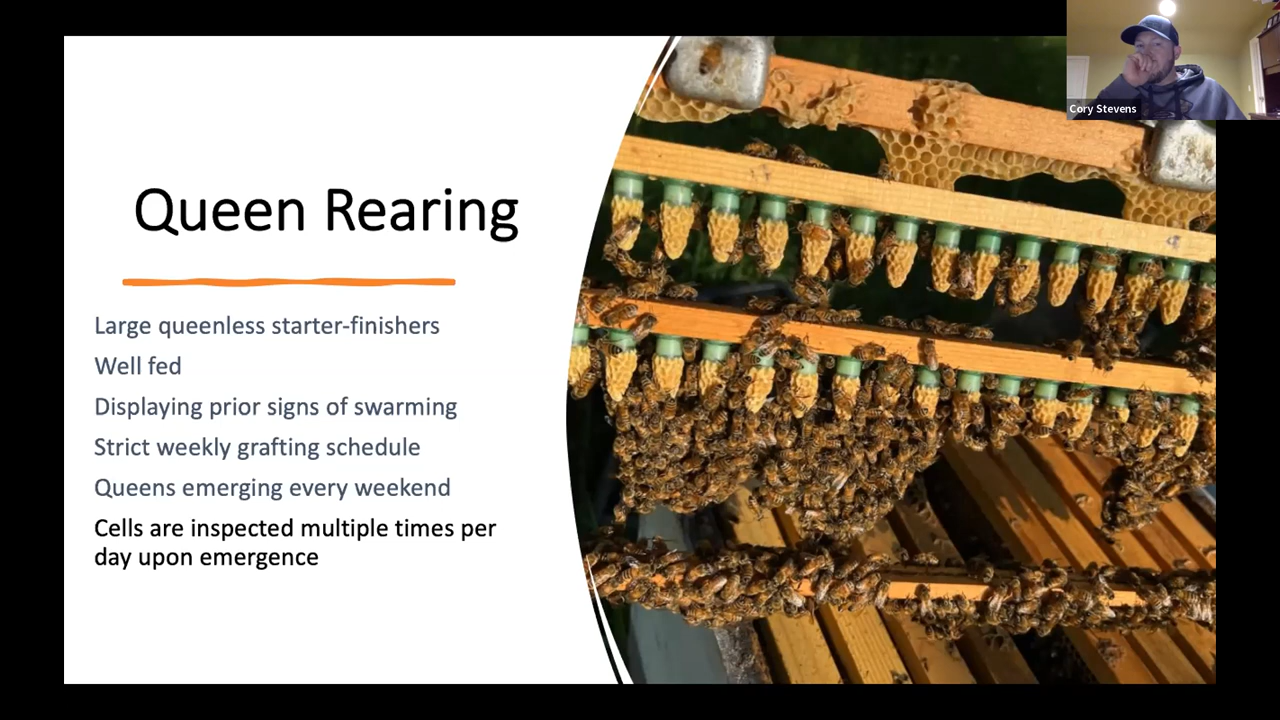 Cory Stevens
Queen Rearing
Large queenless starter-finishers
Well fed
Displaying prior signs of swarming
Strict weekly grafting schedule
Queens emerging every weekend
Cells are inspected multiple times per
day upon emergence